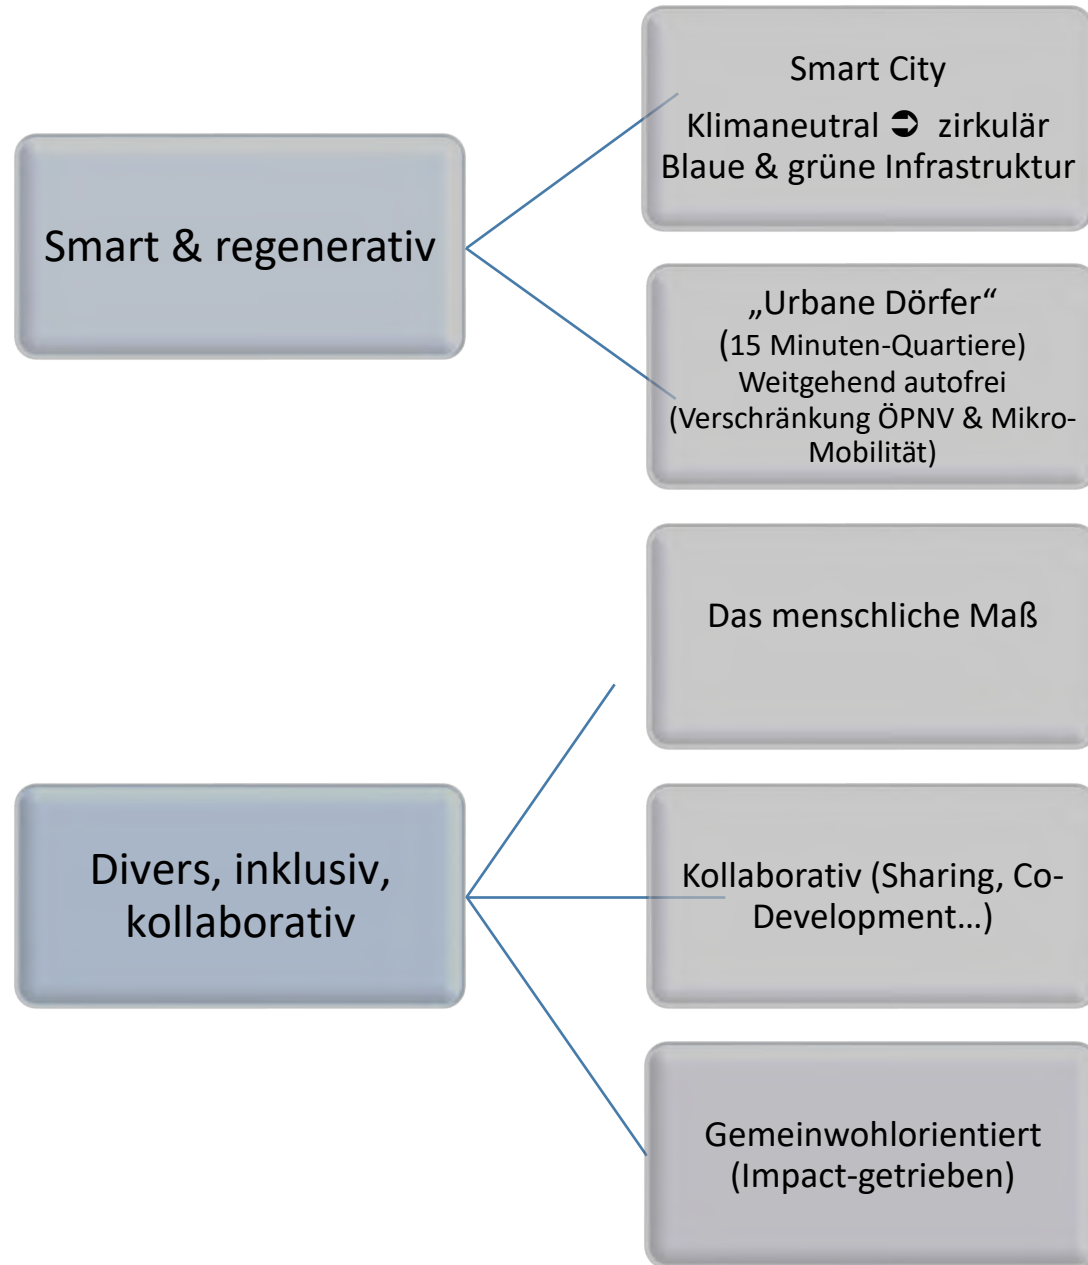 Smart & regenerativ
Smart City
Klimaneutral ➲ zirkulär
Blaue & grüne Infrastruktur
„Urbane Dörfer“
(15 Minuten-Quartiere)
Weitgehend autofrei
(Verschränkung ÖPNV & Mikro-
Mobilität)
Divers, inklusiv,
kollaborativ
Das menschliche Maß
Kollaborativ (Sharing, Co-
Development...)
Gemeinwohlorientiert
(Impact-getrieben)